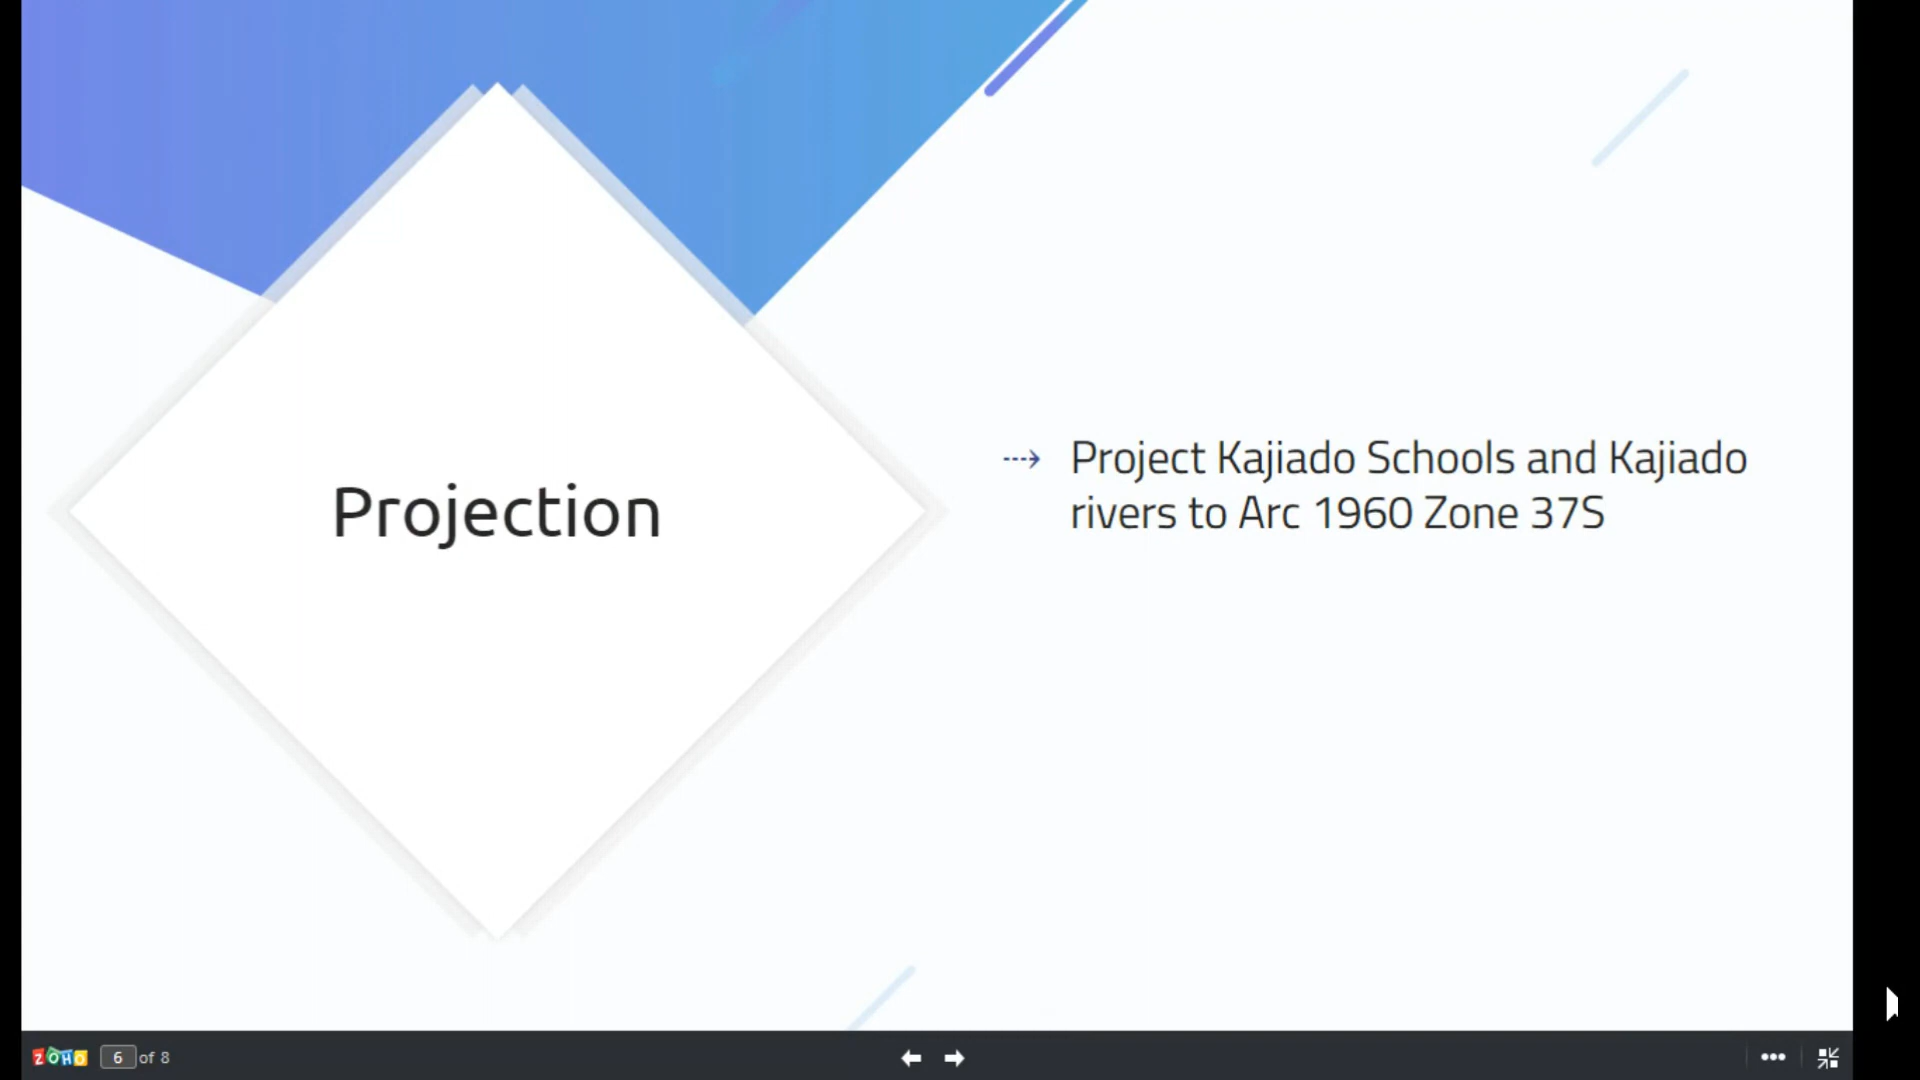 Projection
Project Kajiado Schools and Kajiado
rivers to Arc 1960 Zone 37S
ZOHO 6 of 8